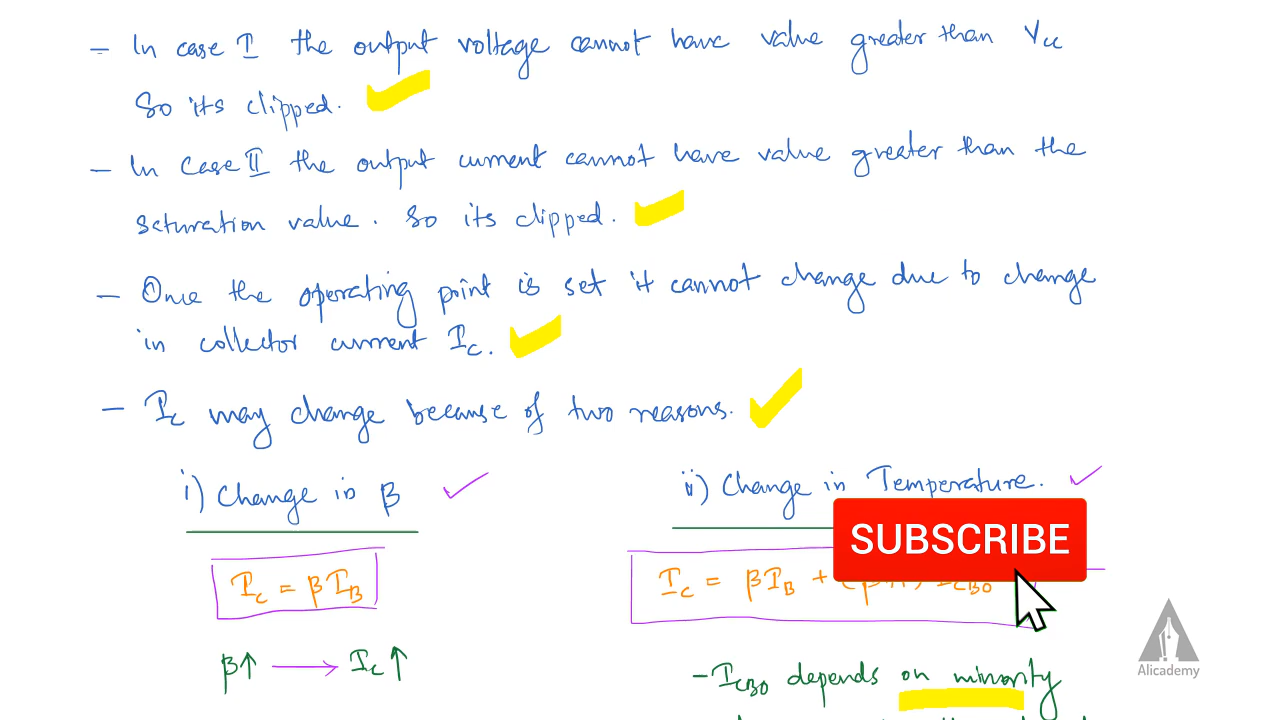 - In case I the output voltage cannot have value greater than Vcc
So its clipped.
- In Case II the output current cannot have value greater than the
saturation value. So its clipped.
- Once the operating point is set it cannot change due to change
in collector current Ic.
- Ic may change because of two reasons.
i) Change in β
ii) Change in Temperature.
SUBSCRIBE
Ic = βIB
Ic = βIB + ICBO
β↑ → Ic↑
- ICBO depends on minority
Alicademy